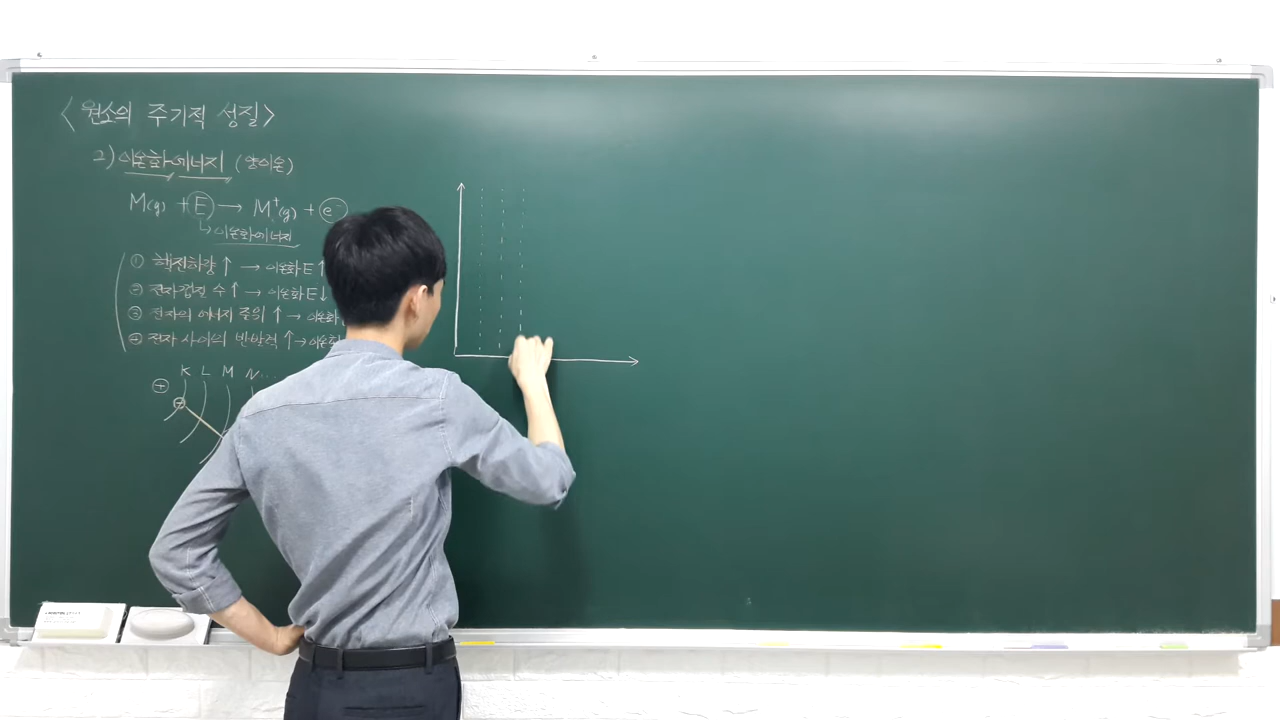 <원소의 주기적 성질>
2) 이온화에너지 (양이온)
M(g) + E → M⁺(g) + e⁻
↳ 이온화에너지
① 핵전하량 ↑ → 이온화E ↑
② 전자껍질 수 ↑ → 이온화E ↓
③ 전자의 에너지 준위 ↑ → 이온화
④ 전자 사이의 반발력 ↑ → 이온화
K L M N...
⊕
⊖